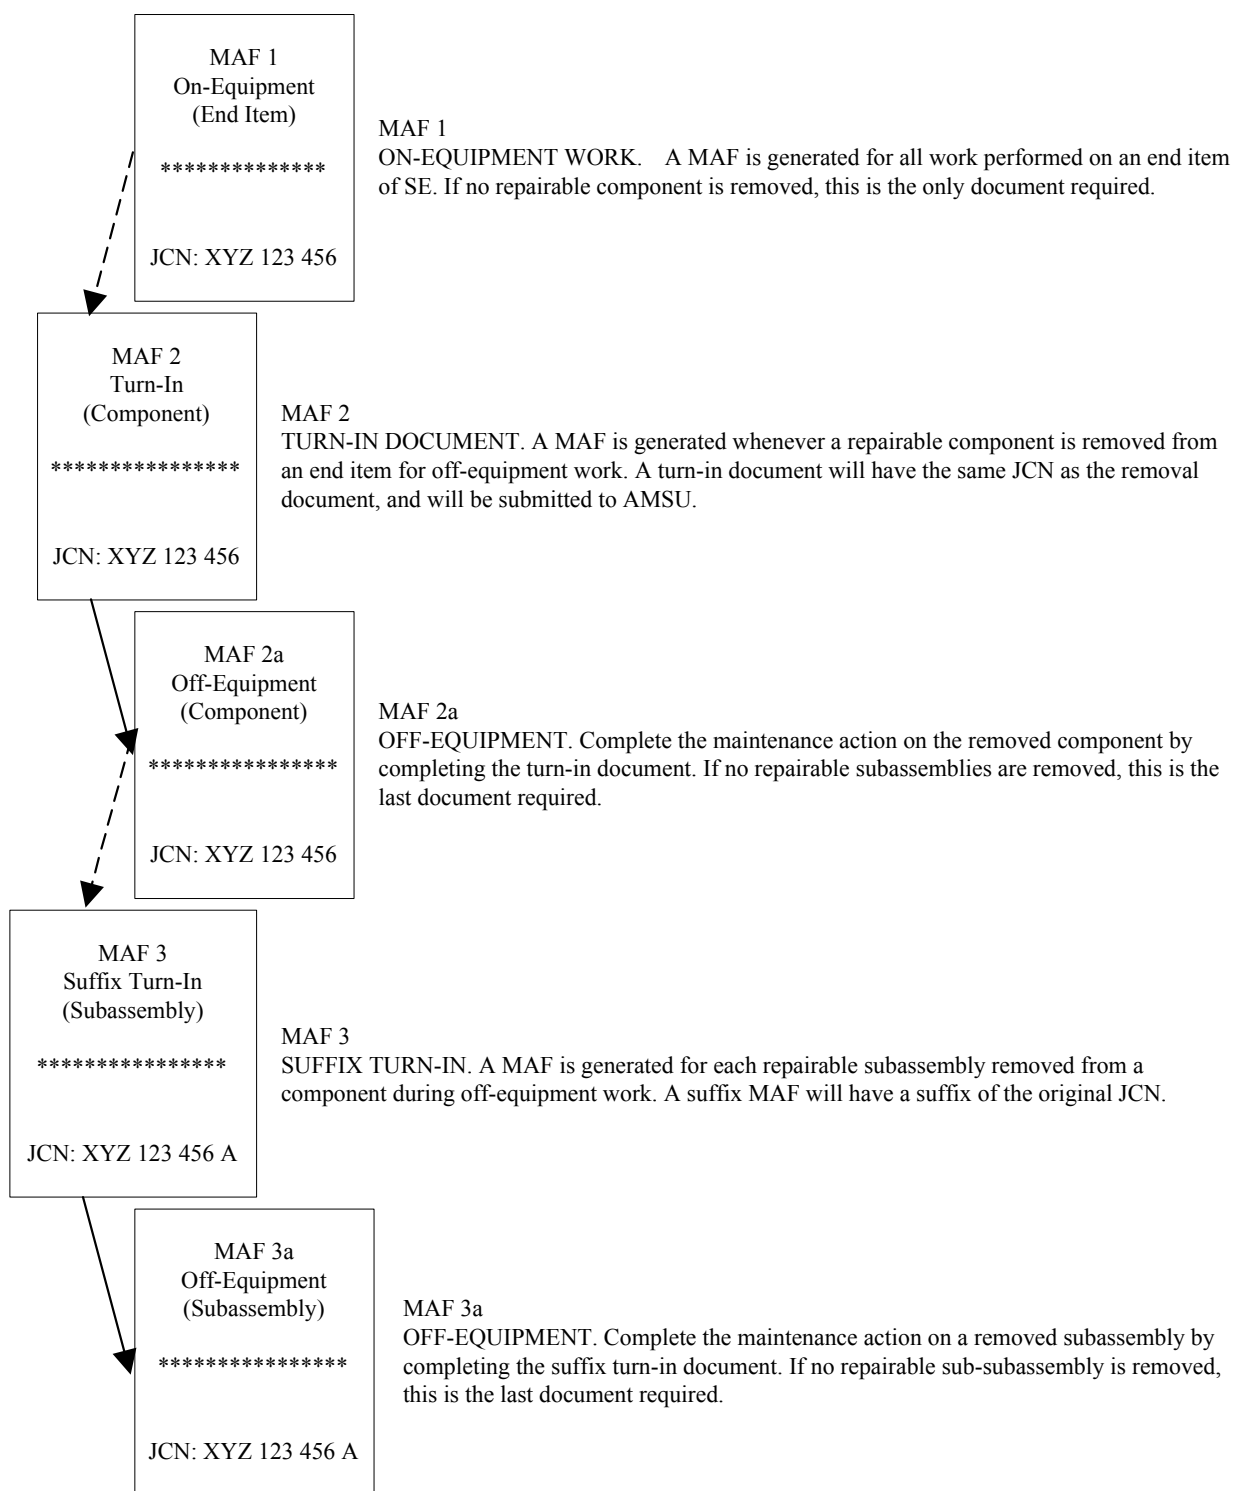 MAF 1
On-Equipment
(End Item)
**************
JCN: XYZ 123 456
MAF 1
ON-EQUIPMENT WORK. A MAF is generated for all work performed on an end item
of SE. If no repairable component is removed, this is the only document required.
MAF 2
Turn-In
(Component)
****************
JCN: XYZ 123 456
MAF 2
TURN-IN DOCUMENT. A MAF is generated whenever a repairable component is removed from
an end item for off-equipment work. A turn-in document will have the same JCN as the removal
document, and will be submitted to AMSU.
MAF 2a
Off-Equipment
(Component)
****************
JCN: XYZ 123 456
MAF 2a
OFF-EQUIPMENT. Complete the maintenance action on the removed component by
completing the turn-in document. If no repairable subassemblies are removed, this is the
last document required.
MAF 3
Suffix Turn-In
(Subassembly)
****************
JCN: XYZ 123 456 A
MAF 3
SUFFIX TURN-IN. A MAF is generated for each repairable subassembly removed from a
component during off-equipment work. A suffix MAF will have a suffix of the original JCN.
MAF 3a
Off-Equipment
(Subassembly)
****************
JCN: XYZ 123 456 A
MAF 3a
OFF-EQUIPMENT. Complete the maintenance action on a removed subassembly by
completing the suffix turn-in document. If no repairable sub-subassembly is removed,
this is the last document required.